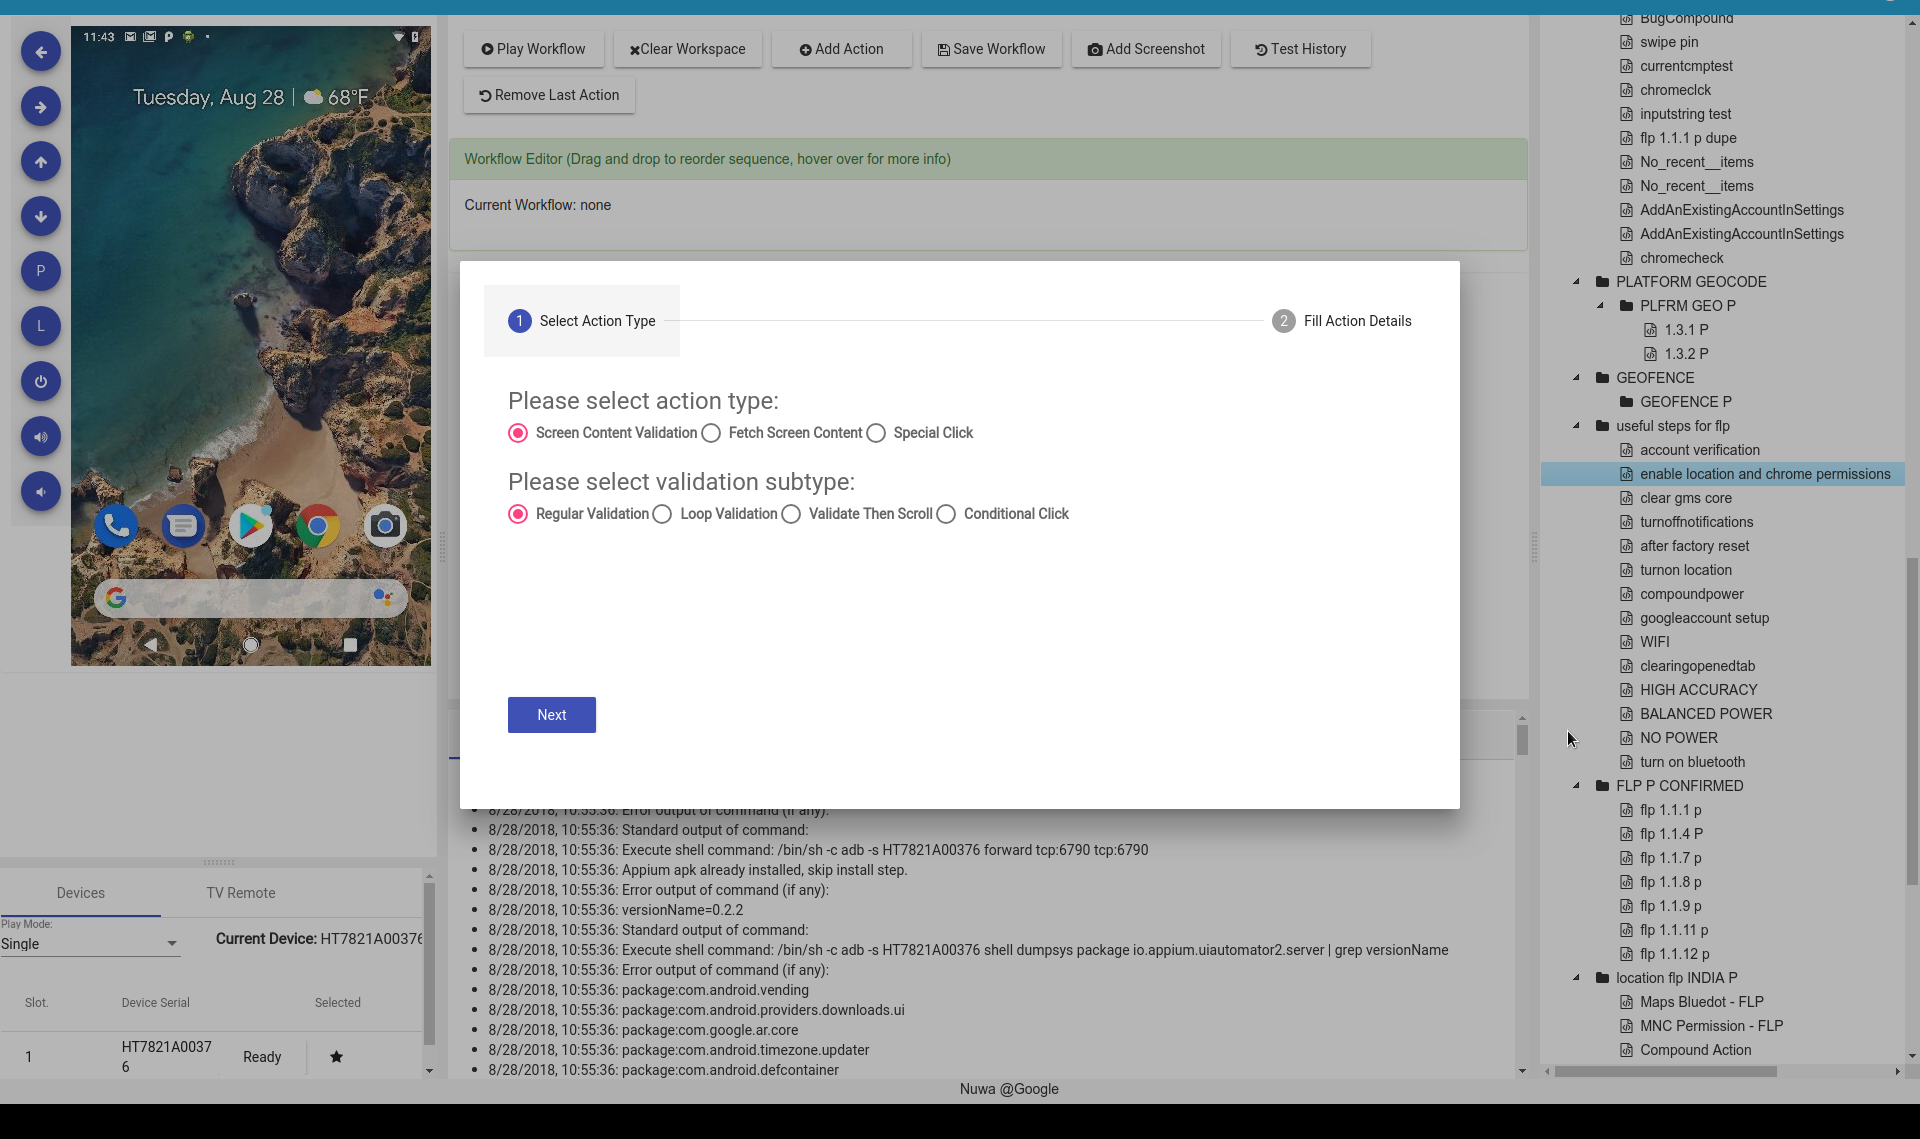 11:43
Tuesday, Aug 28 | 68°F
P
L
Play Workflow
Clear Workspace
Add Action
Save Workflow
Add Screenshot
Test History
Remove Last Action
Workflow Editor (Drag and drop to reorder sequence, hover over for more info)
Current Workflow: none
1 Select Action Type
2 Fill Action Details
Please select action type:
Screen Content Validation Fetch Screen Content Special Click
Please select validation subtype:
Regular Validation Loop Validation Validate Then Scroll Conditional Click
Next
8/28/2018, 10:55:36: Error output of command (if any):
8/28/2018, 10:55:36: Standard output of command:
8/28/2018, 10:55:36: Execute shell command: /bin/sh -c adb -s HT7821A00376 forward tcp:6790 tcp:6790
8/28/2018, 10:55:36: Appium apk already installed, skip install step.
8/28/2018, 10:55:36: Error output of command (if any):
8/28/2018, 10:55:36: versionName=0.2.2
8/28/2018, 10:55:36: Standard output of command:
8/28/2018, 10:55:36: Execute shell command: /bin/sh -c adb -s HT7821A00376 shell dumpsys package io.appium.uiautomator2.server | grep versionName
8/28/2018, 10:55:36: Error output of command (if any):
8/28/2018, 10:55:36: package:com.android.vending
8/28/2018, 10:55:36: package:com.android.providers.downloads.ui
8/28/2018, 10:55:36: package:com.google.ar.core
8/28/2018, 10:55:36: package:com.android.timezone.updater
8/28/2018, 10:55:36: package:com.android.defcontainer
Devices
TV Remote
Play Mode:
Single
Current Device: HT7821A00376
Slot.
Device Serial
Selected
1
HT7821A0037
6
Ready
BugCompound
swipe pin
currentcmptest
chromeclck
inputstring test
flp 1.1.1 p dupe
No_recent__items
No_recent__items
AddAnExistingAccountInSettings
AddAnExistingAccountInSettings
chromecheck
PLATFORM GEOCODE
PLFRM GEO P
1.3.1 P
1.3.2 P
GEOFENCE
GEOFENCE P
useful steps for flp
account verification
enable location and chrome permissions
clear gms core
turnoffnotifications
after factory reset
turnon location
compoundpower
googleaccount setup
WIFI
clearingopenedtab
HIGH ACCURACY
BALANCED POWER
NO POWER
turn on bluetooth
FLP P CONFIRMED
flp 1.1.1 p
flp 1.1.4 P
flp 1.1.7 p
flp 1.1.8 p
flp 1.1.9 p
flp 1.1.11 p
flp 1.1.12 p
location flp INDIA P
Maps Bluedot - FLP
MNC Permission - FLP
Compound Action
Nuwa @Google